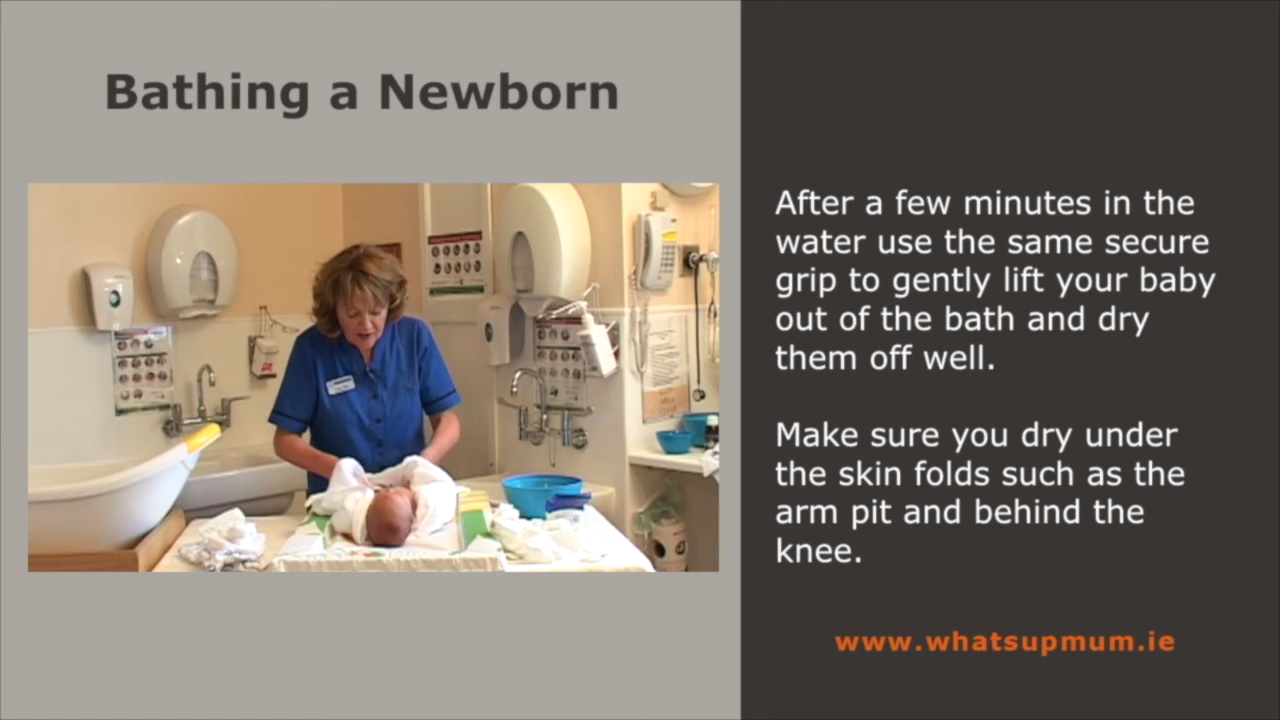 Bathing a Newborn
After a few minutes in the
water use the same secure
grip to gently lift your baby
out of the bath and dry
them off well.
Make sure you dry under
the skin folds such as the
arm pit and behind the
knee.
www.whatsupmum.ie